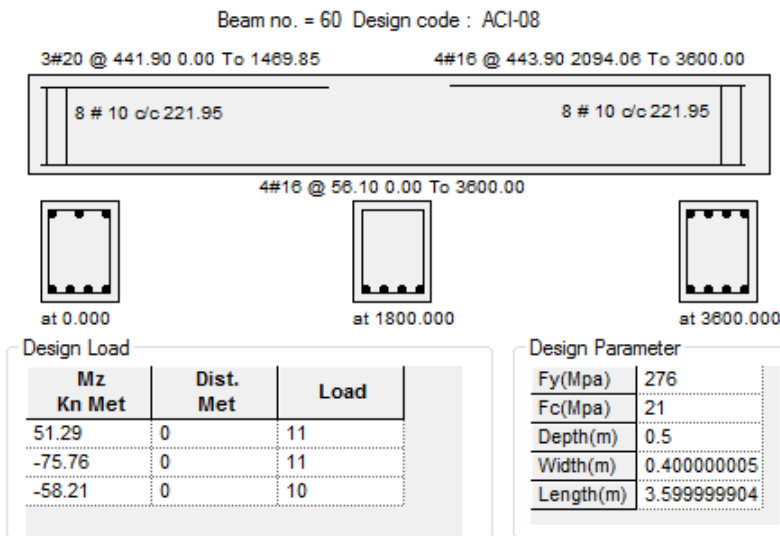 Beam no. = 60 Design code : ACI-08
3#20 @ 441.90 0.00 To 1469.85 4#16 @ 443.90 2094.06 To 3600.00
8 # 10 c/c 221.95 8 # 10 c/c 221.95
4#16 @ 56.10 0.00 To 3600.00
at 0.000 at 1800.000 at 3600.000
Design Load Design Parameter
Mz Kn Met Dist. Met Load
51.29 0 11
-75.76 0 11
-58.21 0 10
Fy(Mpa) 276
Fc(Mpa) 21
Depth(m) 0.5
Width(m) 0.400000005
Length(m) 3.599999904